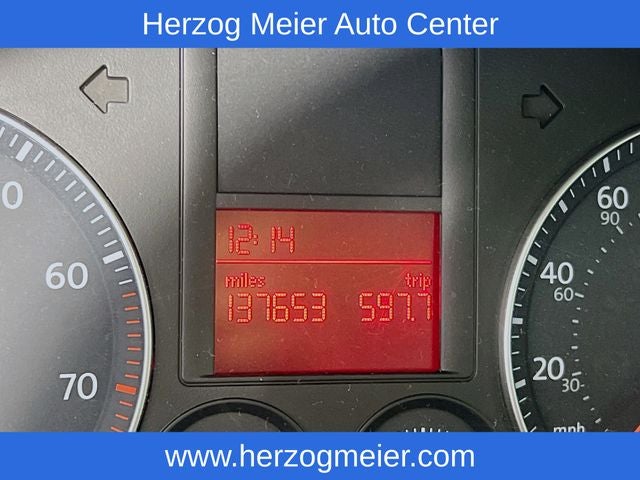 Herzog Meier Auto Center
12:14
miles trip
137653 597.7
60
70
60
90
40
60
20
30
mph
www.herzogmeier.com